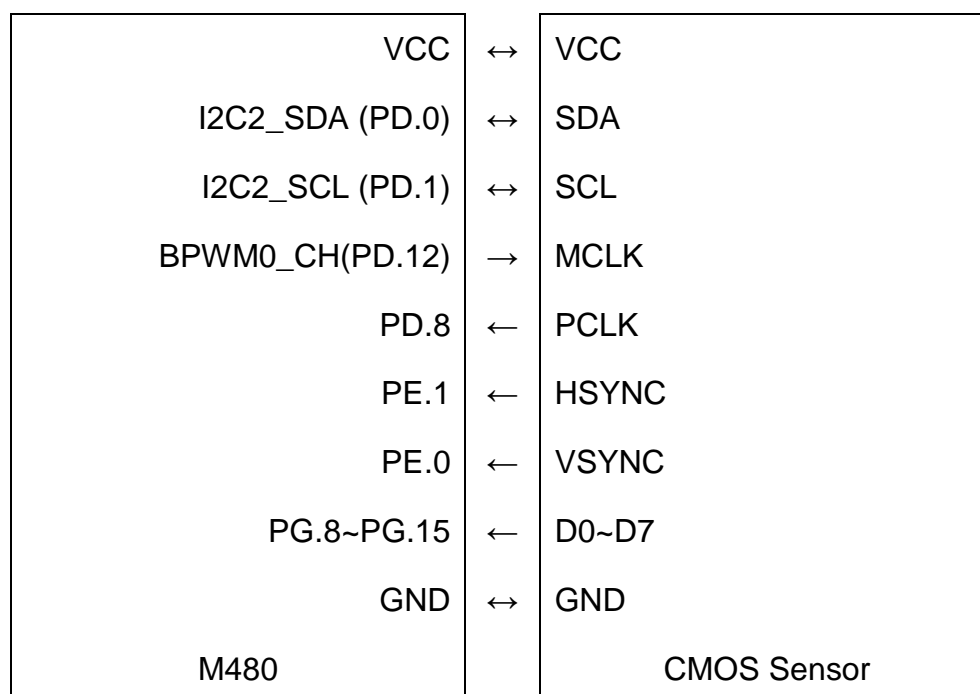 VCC ↔ VCC
I2C2_SDA (PD.0) ↔ SDA
I2C2_SCL (PD.1) ↔ SCL
BPWM0_CH(PD.12) → MCLK
PD.8 ← PCLK
PE.1 ← HSYNC
PE.0 ← VSYNC
PG.8~PG.15 ← D0~D7
GND ↔ GND
M480 CMOS Sensor